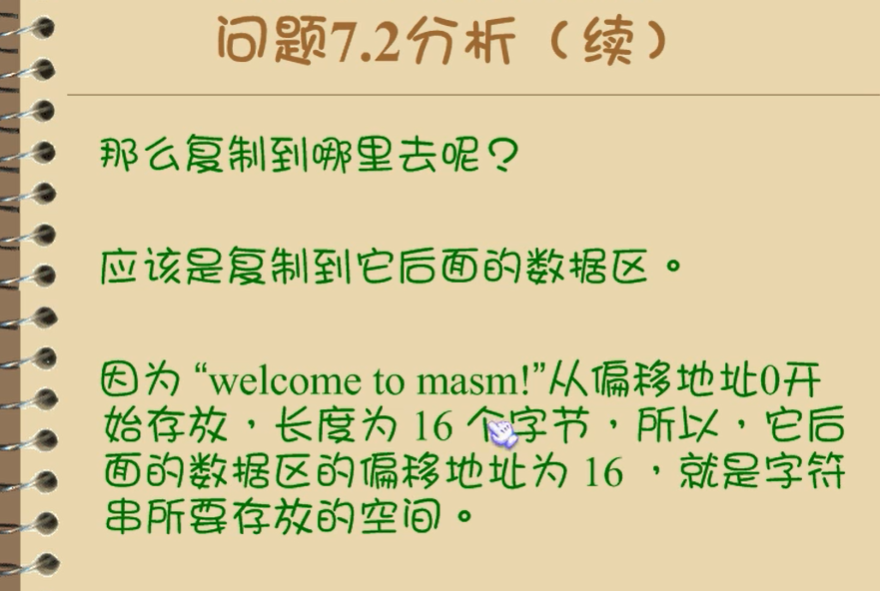 问题7.2分析（续）
那么复制到哪里去呢？
应该是复制到它后面的数据区。
因为“welcome to masm!”从偏移地址0开
始存放，长度为 16 个字节，所以，它后
面的数据区的偏移地址为 16 ，就是字符
串所要存放的空间。